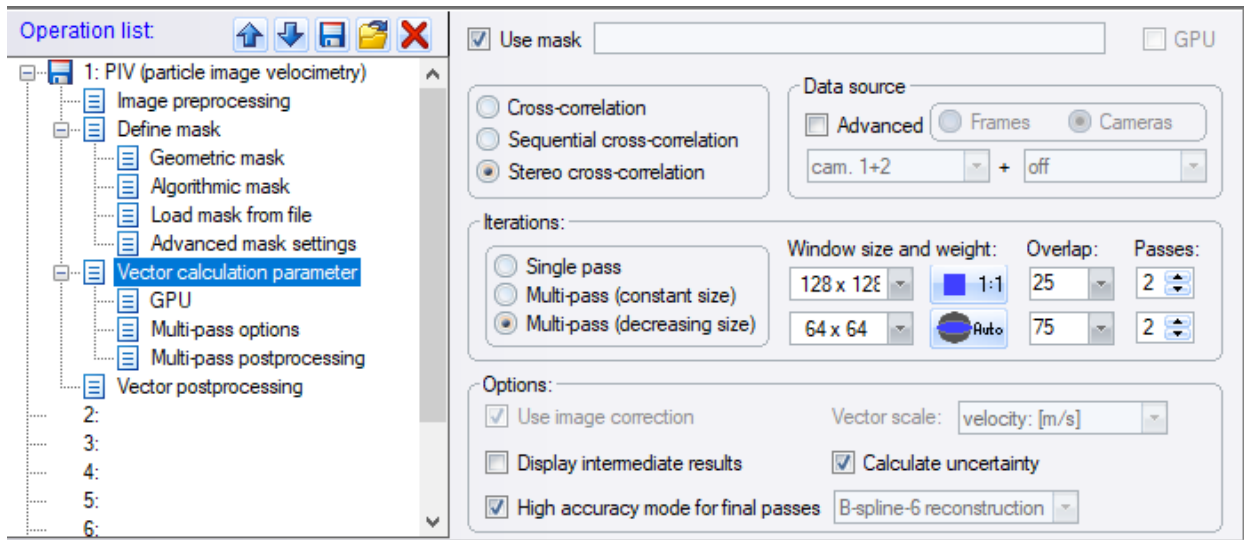 Operation list:
1: PIV (particle image velocimetry)
Image preprocessing
Define mask
Geometric mask
Algorithmic mask
Load mask from file
Advanced mask settings
Vector calculation parameter
GPU
Multi-pass options
Multi-pass postprocessing
Vector postprocessing
2:
3:
4:
5:
6:
Use mask GPU
Cross-correlation
Sequential cross-correlation
Stereo cross-correlation
Data source
Advanced Frames Cameras
cam. 1+2 + off
Iterations:
Single pass
Multi-pass (constant size)
Multi-pass (decreasing size)
Window size and weight: Overlap: Passes:
128 x 128 1:1 25 2
64 x 64 Auto 75 2
Options:
Use image correction Vector scale: velocity: [m/s]
Display intermediate results Calculate uncertainty
High accuracy mode for final passes B-spline-6 reconstruction